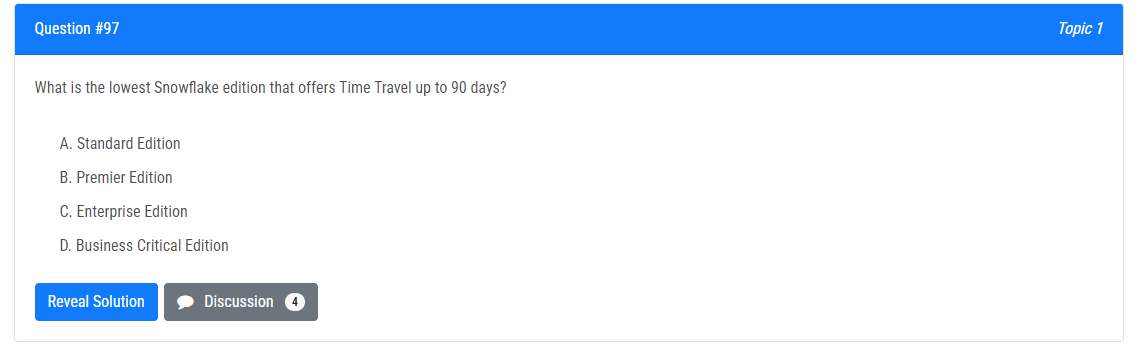 Question #97
Topic 1
What is the lowest Snowflake edition that offers Time Travel up to 90 days?
A. Standard Edition
B. Premier Edition
C. Enterprise Edition
D. Business Critical Edition
Reveal Solution
Discussion 4